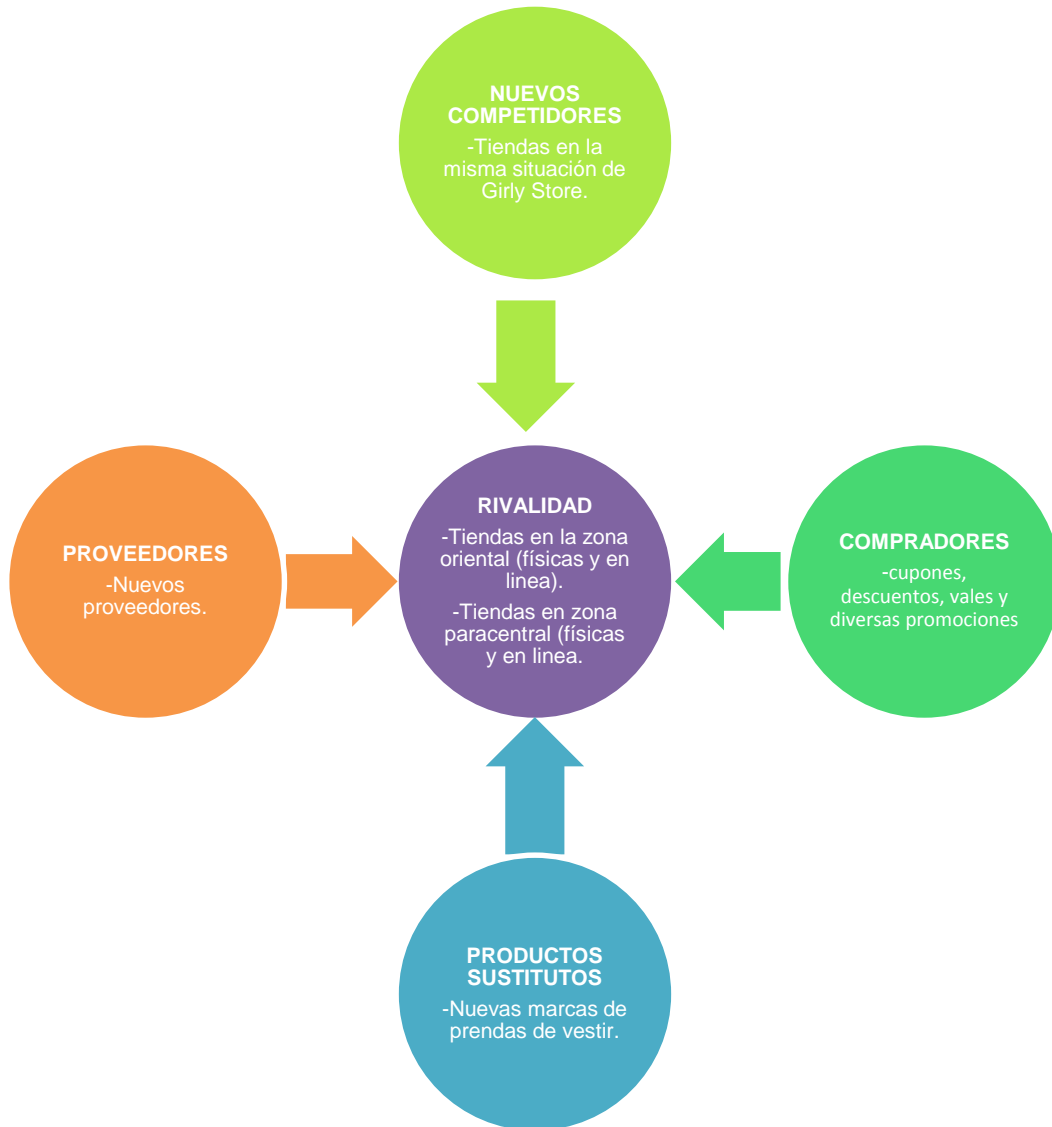 NUEVOS
COMPETIDORES
-Tiendas en la
misma situación de
Girly Store.
PROVEEDORES
-Nuevos
proveedores.
RIVALIDAD
-Tiendas en la zona
oriental (físicas y en
linea).
-Tiendas en zona
paracentral (físicas
y en linea.
COMPRADORES
-cupones,
descuentos, vales y
diversas promociones
PRODUCTOS
SUSTITUTOS
-Nuevas marcas de
prendas de vestir.